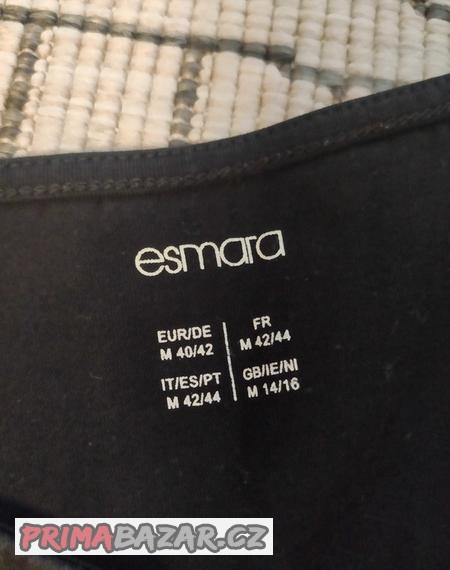 esmara
EUR/DE
M 40/42
FR
M 42/44
IT/ES/PT
M 42/44
GB/IE/NI
M 14/16
PRIMABAZAR.CZ